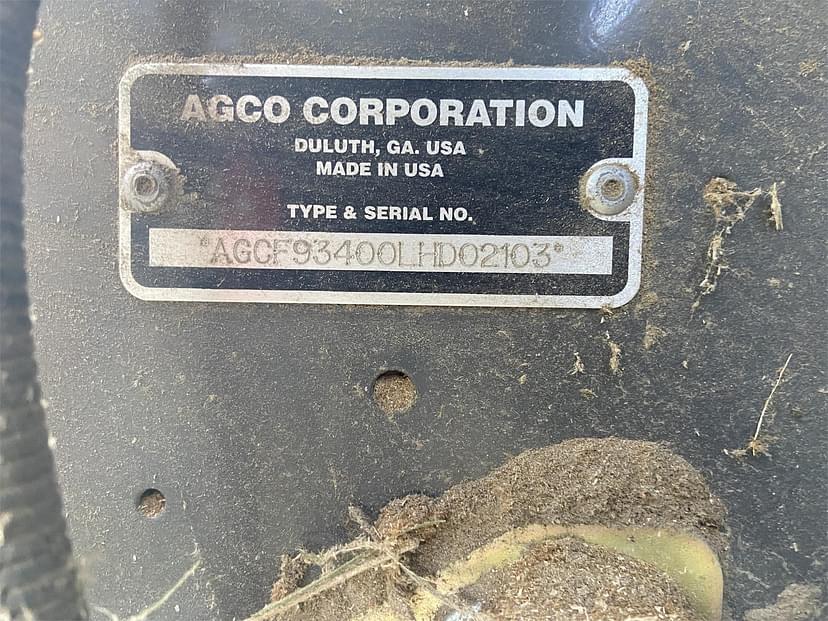 AGCO CORPORATION
DULUTH, GA. USA
MADE IN USA
TYPE & SERIAL NO.
*AGCF93400LHD02103*